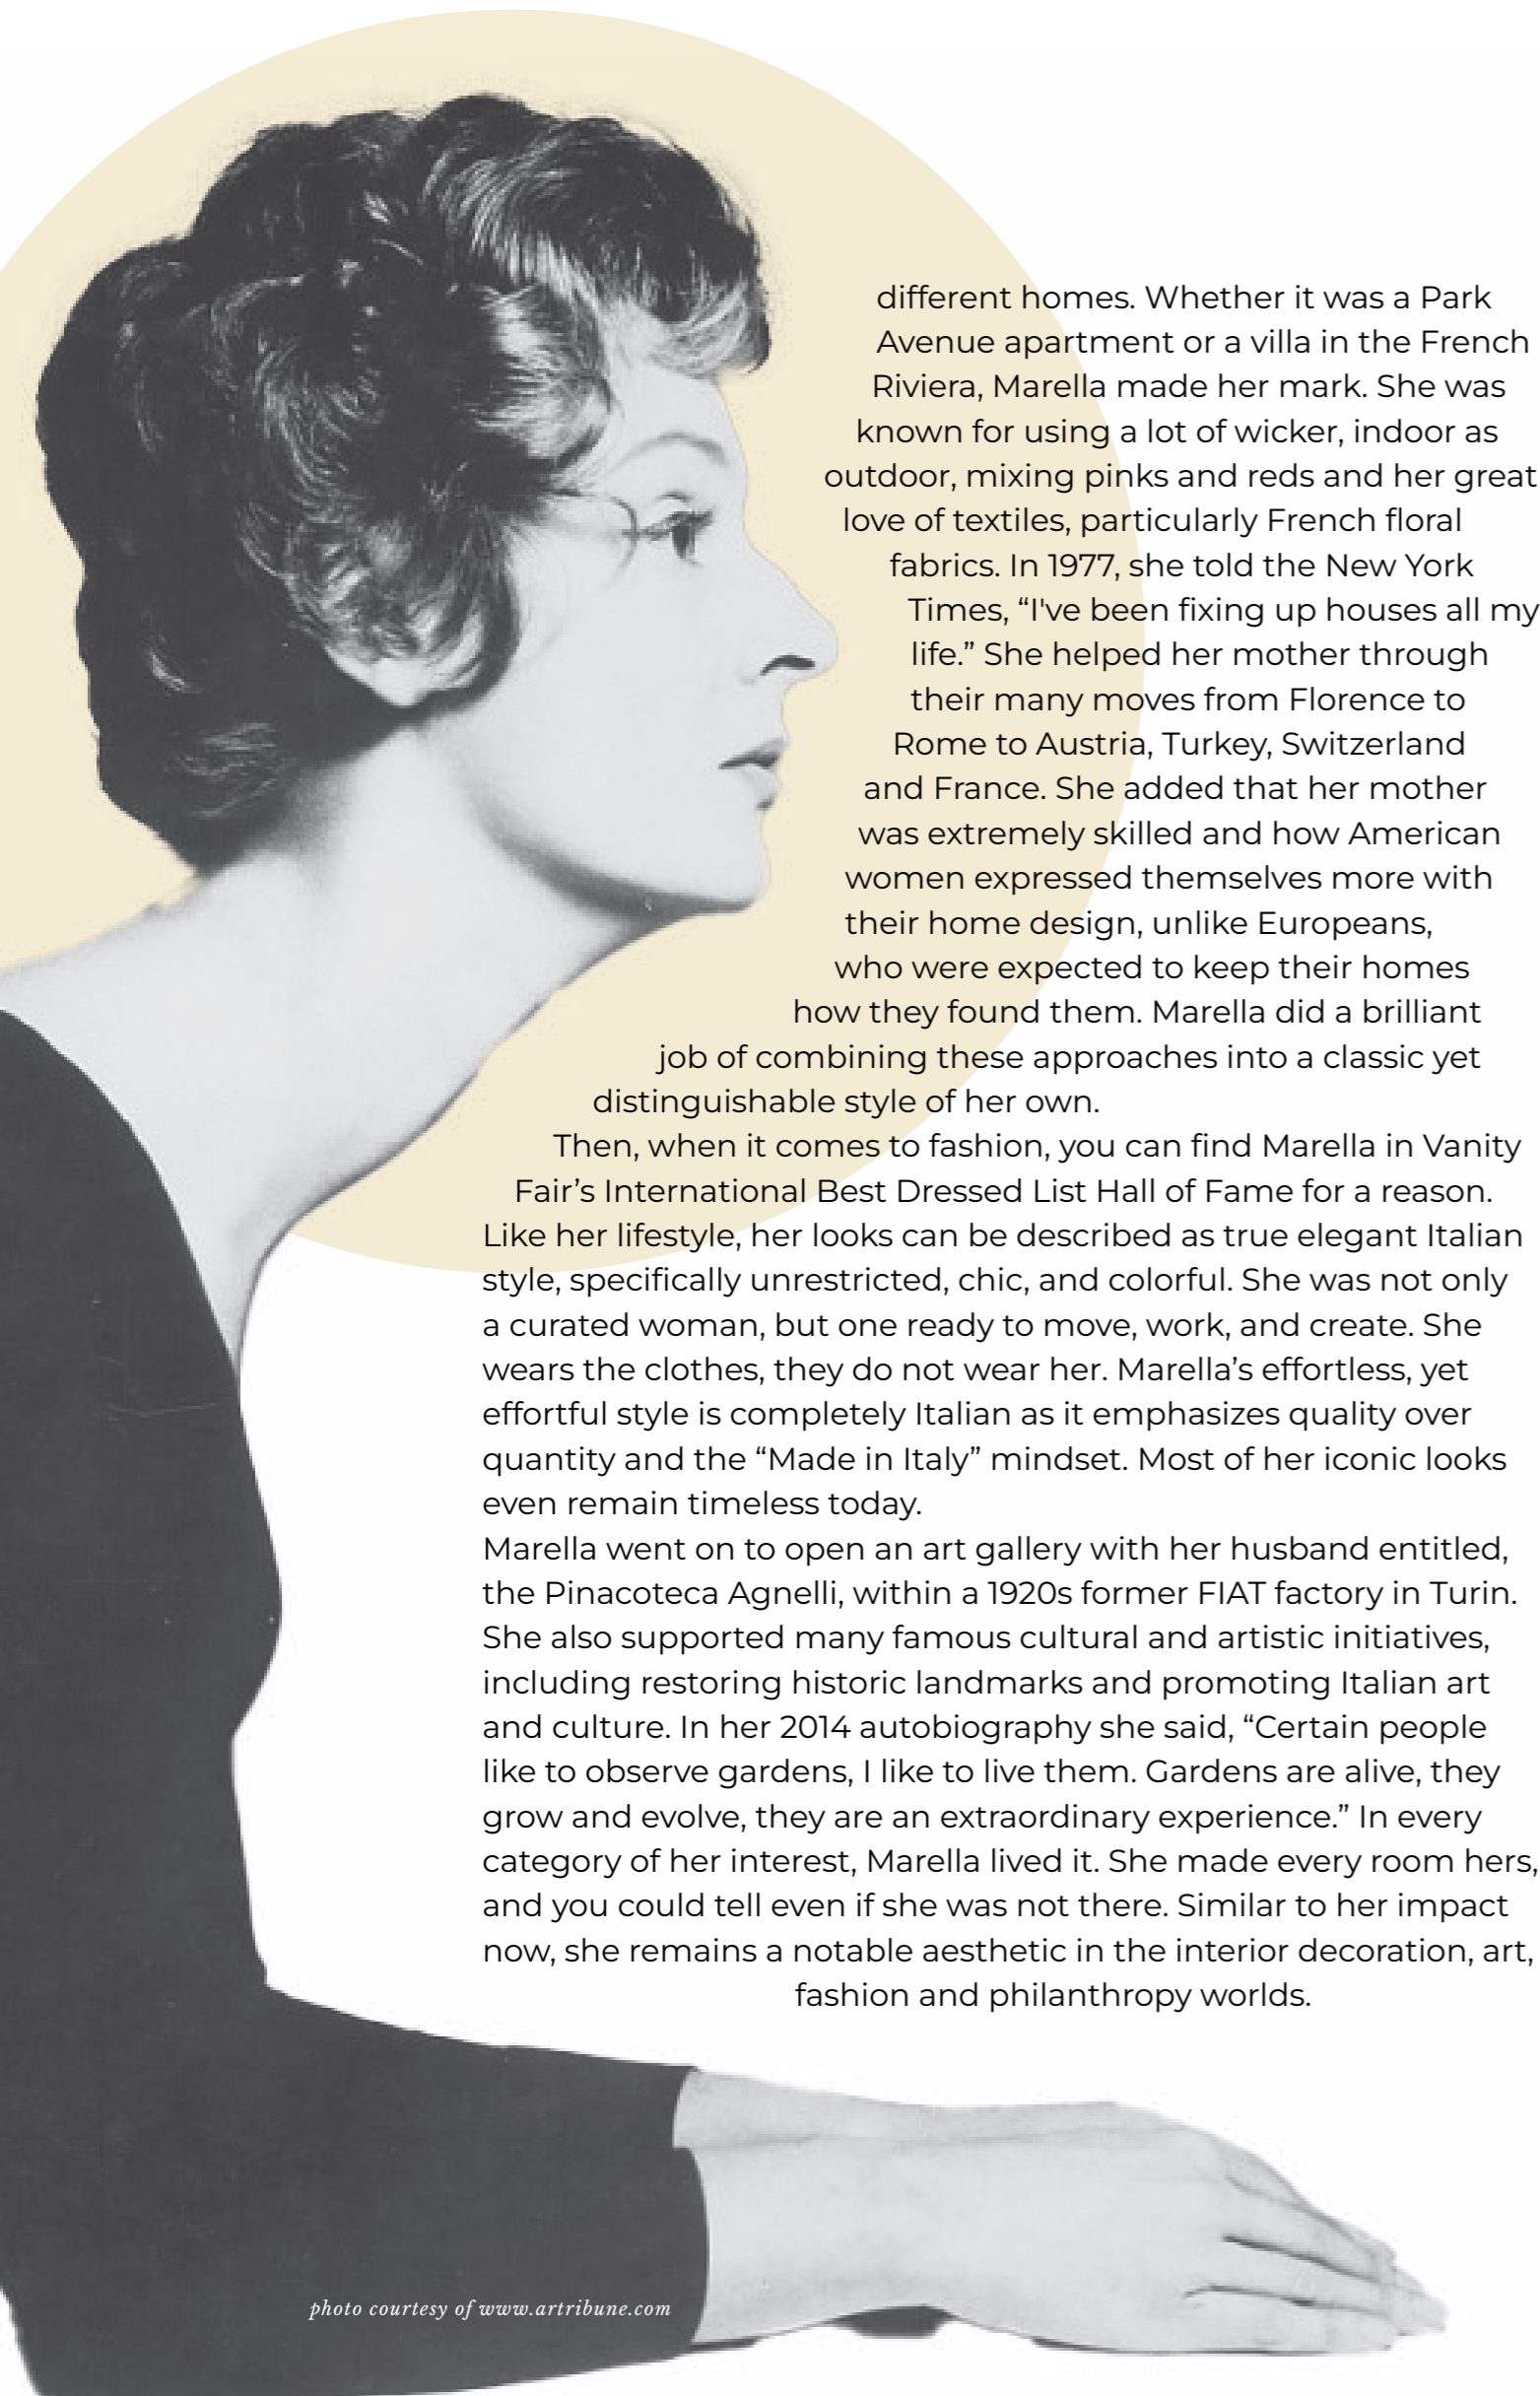 different homes. Whether it was a Park
Avenue apartment or a villa in the French
Riviera, Marella made her mark. She was
known for using a lot of wicker, indoor as
outdoor, mixing pinks and reds and her great
love of textiles, particularly French floral
fabrics. In 1977, she told the New York
Times, “I've been fixing up houses all my
life.” She helped her mother through
their many moves from Florence to
Rome to Austria, Turkey, Switzerland
and France. She added that her mother
was extremely skilled and how American
women expressed themselves more with
their home design, unlike Europeans,
who were expected to keep their homes
how they found them. Marella did a brilliant
job of combining these approaches into a classic yet
distinguishable style of her own.
Then, when it comes to fashion, you can find Marella in Vanity
Fair’s International Best Dressed List Hall of Fame for a reason.
Like her lifestyle, her looks can be described as true elegant Italian
style, specifically unrestricted, chic, and colorful. She was not only
a curated woman, but one ready to move, work, and create. She
wears the clothes, they do not wear her. Marella’s effortless, yet
effortful style is completely Italian as it emphasizes quality over
quantity and the “Made in Italy” mindset. Most of her iconic looks
even remain timeless today.
Marella went on to open an art gallery with her husband entitled,
the Pinacoteca Agnelli, within a 1920s former FIAT factory in Turin.
She also supported many famous cultural and artistic initiatives,
including restoring historic landmarks and promoting Italian art
and culture. In her 2014 autobiography she said, “Certain people
like to observe gardens, I like to live them. Gardens are alive, they
grow and evolve, they are an extraordinary experience.” In every
category of her interest, Marella lived it. She made every room hers,
and you could tell even if she was not there. Similar to her impact
now, she remains a notable aesthetic in the interior decoration, art,
fashion and philanthropy worlds.
photo courtesy of www.artribune.com